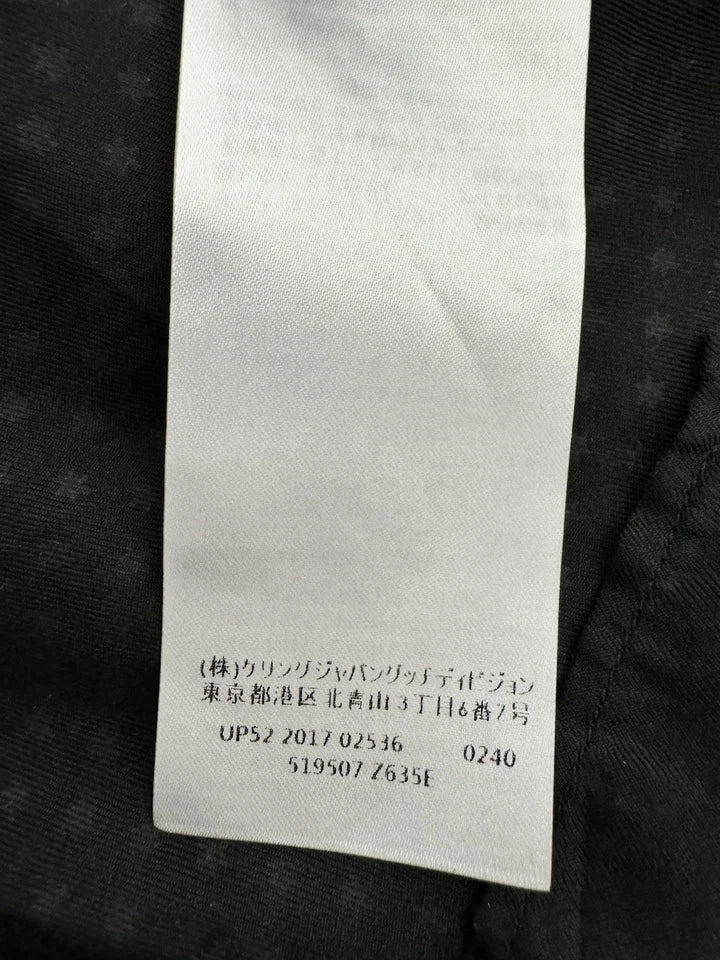 (株)ケリングジャパングッチディビジョン
東京都港区北青山3丁目6番7号
UP52 2017 02536 0240
519507 Z635E